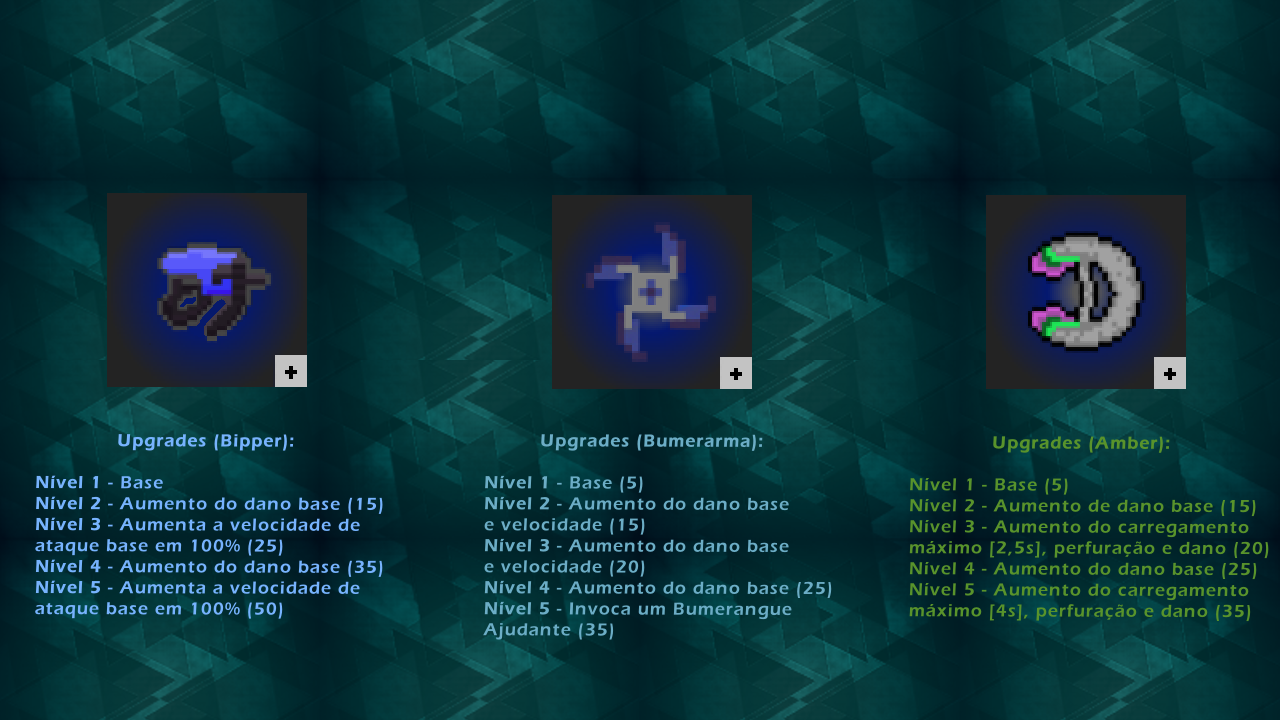 Upgrades (Bipper):
Nível 1 - Base
Nível 2 - Aumento do dano base (15)
Nível 3 - Aumenta a velocidade de
ataque base em 100% (25)
Nível 4 - Aumento do dano base (35)
Nível 5 - Aumenta a velocidade de
ataque base em 100% (50)
Upgrades (Bumerarma):
Nível 1 - Base (5)
Nível 2 - Aumento do dano base
e velocidade (15)
Nível 3 - Aumento do dano base
e velocidade (20)
Nível 4 - Aumento do dano base (25)
Nível 5 - Invoca um Bumerangue
Ajudante (35)
Upgrades (Amber):
Nível 1 - Base (5)
Nível 2 - Aumento de dano base (15)
Nível 3 - Aumento do carregamento
máximo [2,5s], perfuração e dano (20)
Nível 4 - Aumento do dano base (25)
Nível 5 - Aumento do carregamento
máximo [4s], perfuração e dano (35)